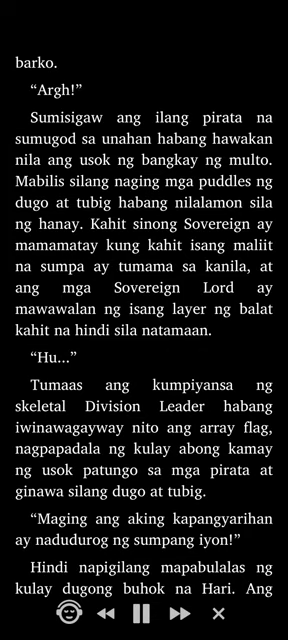 barko.
“Argh!”
Sumisigaw ang ilang pirata na
sumugod sa unahan habang hawakan
nila ang usok ng bangkay ng multo.
Mabilis silang naging mga puddles ng
dugo at tubig habang nilalamon sila
ng hanay. Kahit sinong Sovereign ay
mamamatay kung kahit isang maliit
na sumpa ay tumama sa kanila, at
ang mga Sovereign Lord ay
mawawalan ng isang layer ng balat
kahit na hindi sila natamaan.
“Hu...”
Tumaas ang kumpiyansa ng
skeletal Division Leader habang
iwinawagayway nito ang array flag,
nagpapadala ng kulay abong kamay
ng usok patungo sa mga pirata at
ginawa silang dugo at tubig.
“Maging ang aking kapangyarihan
ay nadudurog ng sumpang iyon!”
Hindi napigilang mapabulalas ng
kulay dugong buhok na Hari. Ang